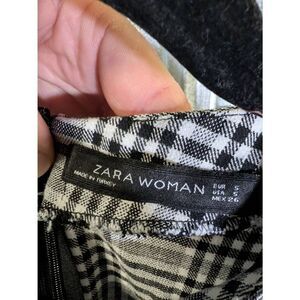 ZARA WOMAN
MADE IN TURKEY
EUR S
USA S
MEX 26